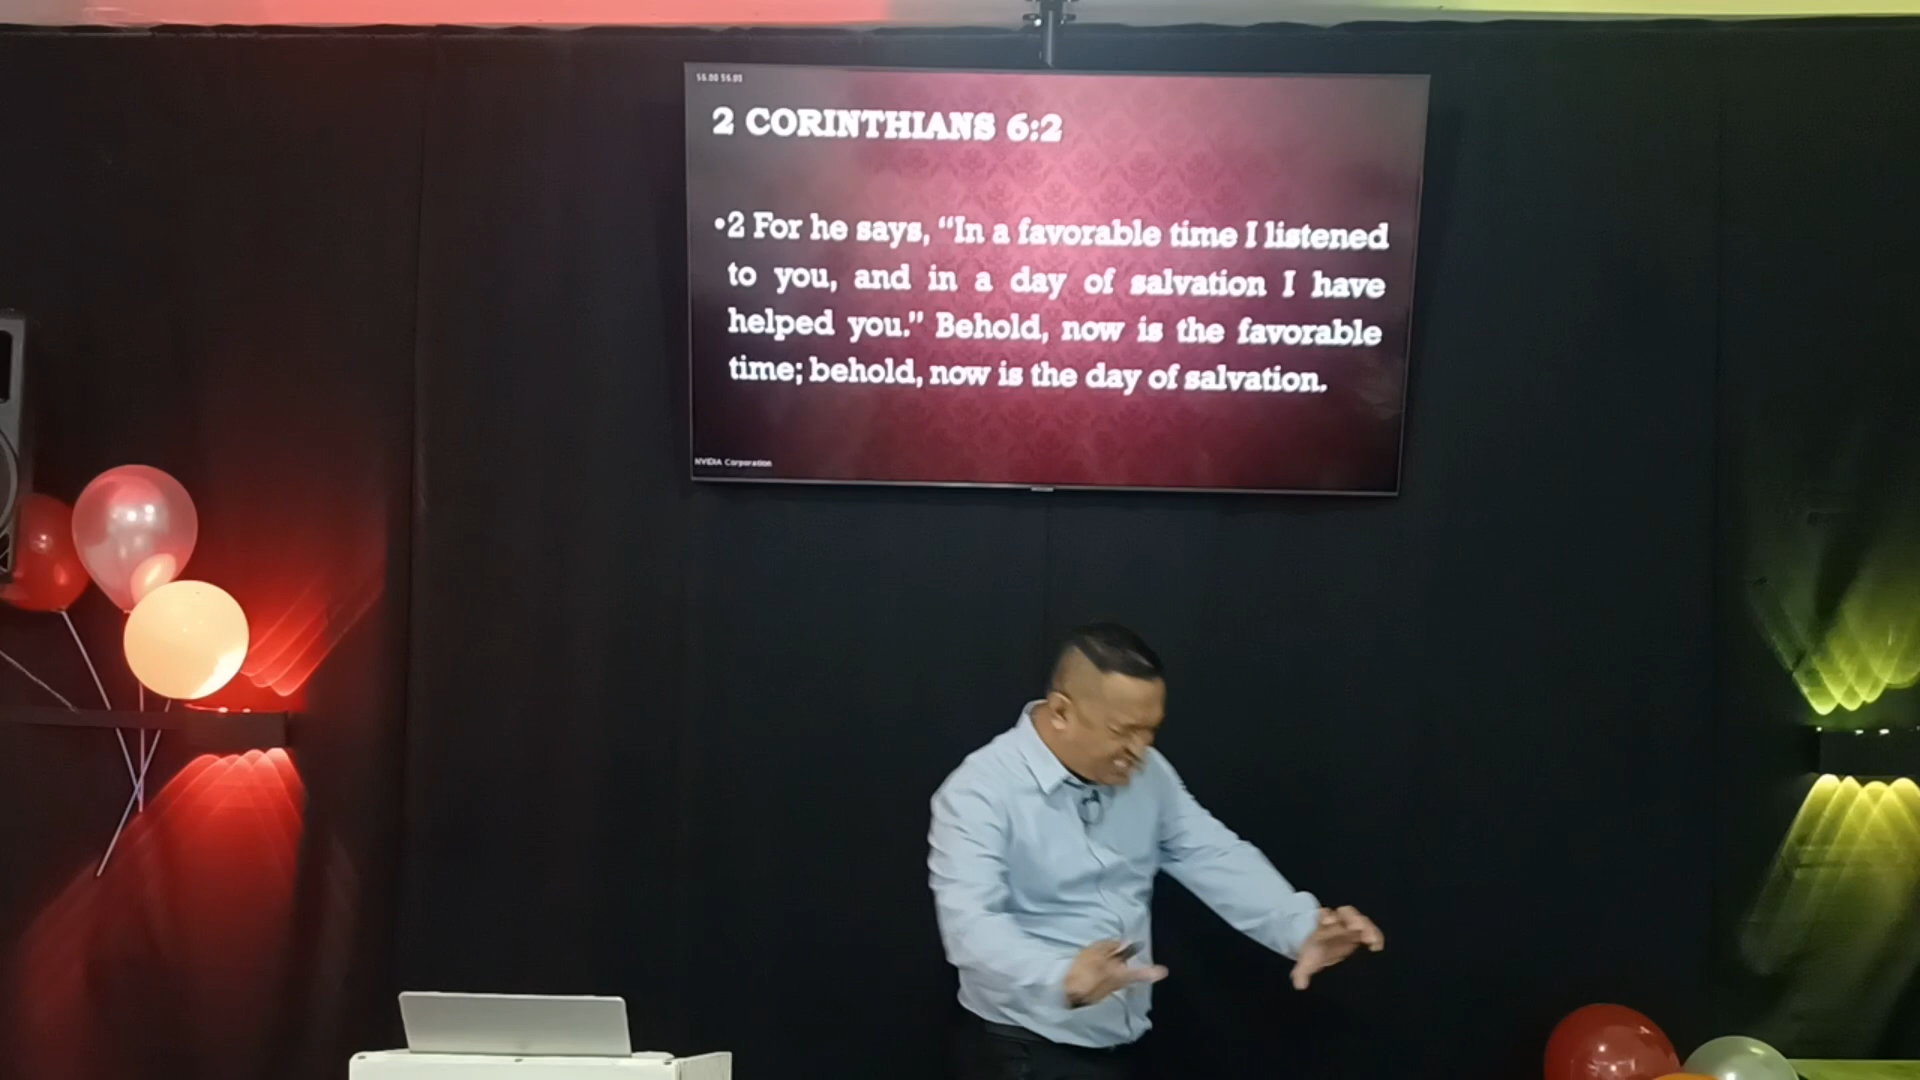 2 CORINTHIANS 6:2
•2 For he says, “In a favorable time I listened
to you, and in a day of salvation I have
helped you.” Behold, now is the favorable
time; behold, now is the day of salvation.
NVIDIA Corporation